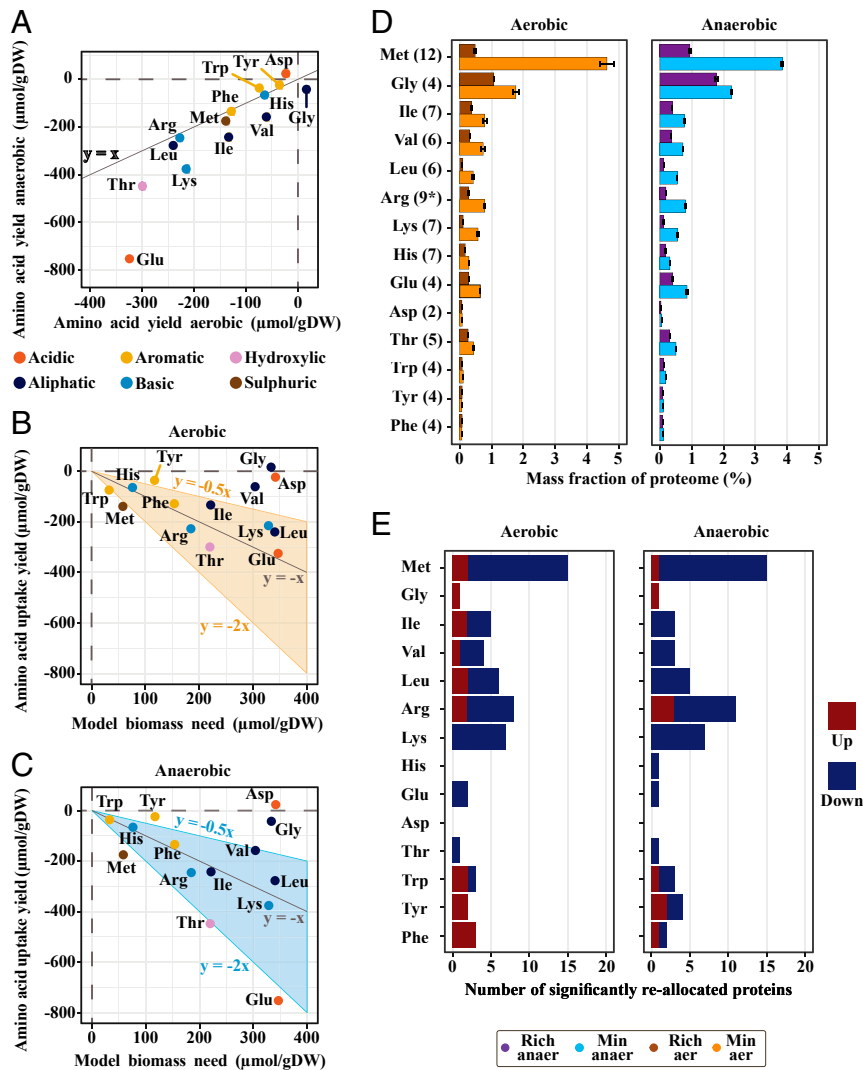 A
Amino acid yield anaerobic (μmol/gDW)
0
-200
-400
-600
-800
Tyr
Asp
Trp
Phe
His
Met
Gly
Arg
Val
y = x
Leu
Ile
Thr
Lys
Glu
-400 -300 -200 -100 0
Amino acid yield aerobic (μmol/gDW)
Acidic Aromatic Hydroxylic
Aliphatic Basic Sulphuric
B
Aerobic
Amino acid uptake yield (μmol/gDW)
0
-200
-400
-600
-800
Tyr
Gly
His
Asp
y = -0.5x
Val
Trp
Phe
Ile
Met
Arg
Lys
Leu
Thr
Glu
y = -x
y = -2x
0 100 200 300 400
Model biomass need (μmol/gDW)
C
Anaerobic
Amino acid uptake yield (μmol/gDW)
0
-200
-400
-600
-800
Trp
Tyr
Asp
y = -0.5x
Gly
His
Val
Met
Phe
Arg
Ile
Leu
Lys
y = -x
Thr
y = -2x
Glu
0 100 200 300 400
Model biomass need (μmol/gDW)
D
Aerobic Anaerobic
Met (12)
Gly (4)
Ile (7)
Val (6)
Leu (6)
Arg (9*)
Lys (7)
His (7)
Glu (4)
Asp (2)
Thr (5)
Trp (4)
Tyr (4)
Phe (4)
0 1 2 3 4 5 0 1 2 3 4 5
Mass fraction of proteome (%)
E
Aerobic Anaerobic
Met
Gly
Ile
Val
Leu
Arg
Lys
His
Glu
Asp
Thr
Trp
Tyr
Phe
Up
Down
0 5 10 15 20 0 5 10 15 20
Number of significantly re-allocated proteins
Rich anaer
Min anaer
Rich aer
Min aer